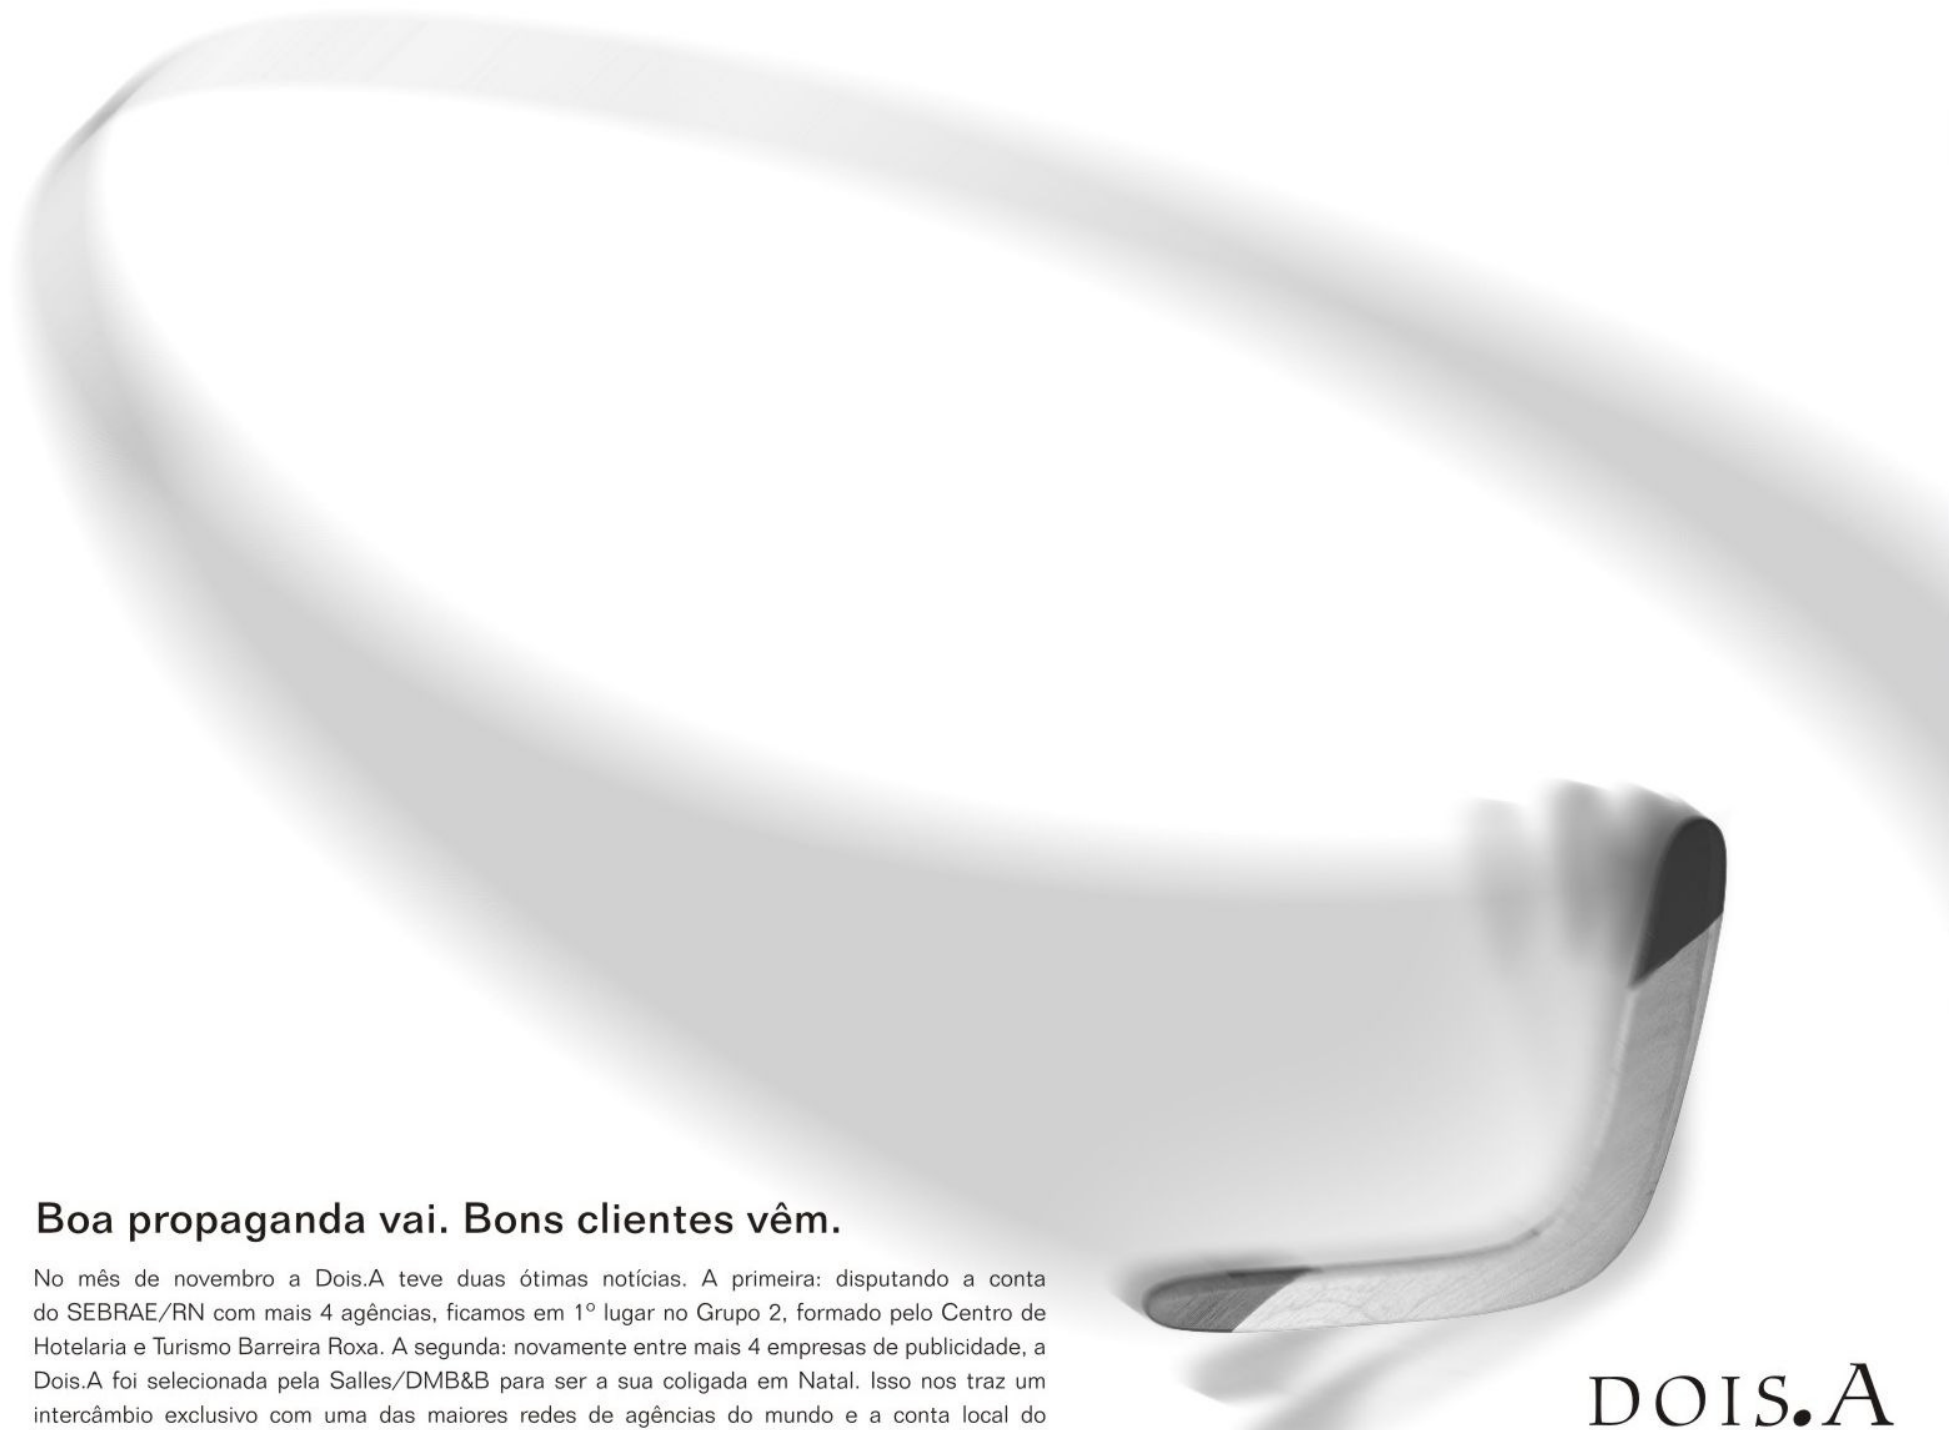 Boa propaganda vai. Bons clientes vêm.
No mês de novembro a Dois.A teve duas ótimas notícias. A primeira: disputando a conta
do SEBRAE/RN com mais 4 agências, ficamos em 1º lugar no Grupo 2, formado pelo Centro de
Hotelaria e Turismo Barreira Roxa. A segunda: novamente entre mais 4 empresas de publicidade, a
Dois.A foi selecionada pela Salles/DMB&B para ser a sua coligada em Natal. Isso nos traz um
intercâmbio exclusivo com uma das maiores redes de agências do mundo e a conta local do
DOIS.A